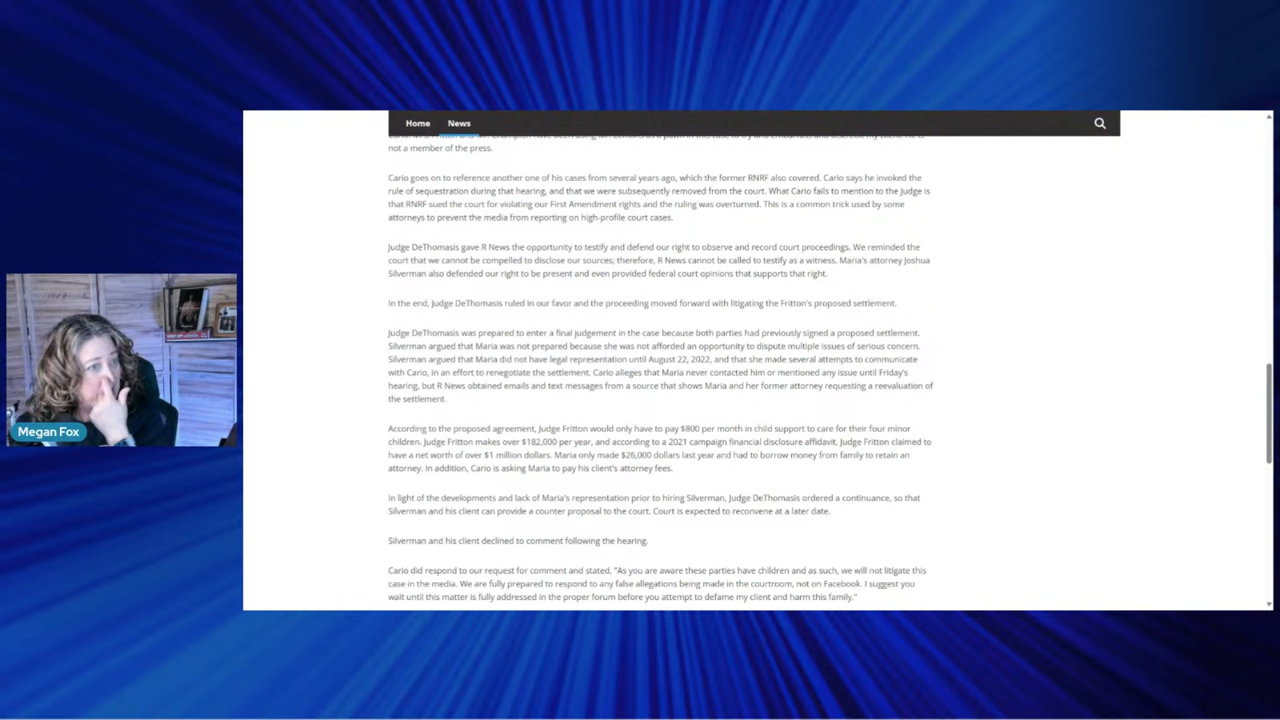 Home News
not a member of the press.
Cario goes on to reference another one of his cases from several years ago, which the former RNRF also covered. Cario says he invoked the
rule of sequestration during that hearing, and that we were subsequently removed from the court. What Cario fails to mention to the Judge is
that RNRF sued the court for violating our First Amendment rights and the ruling was overturned. This is a common trick used by some
attorneys to prevent the media from reporting on high-profile court cases.
Judge DeThomasis gave R News the opportunity to testify and defend our right to observe and record court proceedings. We reminded the
court that we cannot be compelled to disclose our sources; therefore, R News cannot be called to testify as a witness. Maria's attorney Joshua
Silverman also defended our right to be present and even provided federal court opinions that supports that right.
In the end, Judge DeThomasis ruled in our favor and the proceeding moved forward with litigating the Fritton's proposed settlement.
Judge DeThomasis was prepared to enter a final judgement in the case because both parties had previously signed a proposed settlement.
Silverman argued that Maria was not prepared because she was not afforded an opportunity to dispute multiple issues of serious concern.
Silverman argued that Maria did not have legal representation until August 22, 2022, and that she made several attempts to communicate
with Cario, in an effort to renegotiate the settlement. Cario alleges that Maria never contacted him or mentioned any issue until Friday's
hearing, but R News obtained emails and text messages from a source that shows Maria and her former attorney requesting a reevaluation of
the settlement.
According to the proposed agreement, Judge Fritton would only have to pay $800 per month in child support to care for their four minor
children. Judge Fritton makes over $182,000 per year, and according to a 2021 campaign financial disclosure affidavit, Judge Fritton claimed to
have a net worth of over $1 million dollars. Maria only made $26,000 dollars last year and had to borrow money from family to retain an
attorney. In addition, Cario is asking Maria to pay his client's attorney fees.
In light of the developments and lack of Maria's representation prior to hiring Silverman, Judge DeThomasis ordered a continuance, so that
Silverman and his client can provide a counter proposal to the court. Court is expected to reconvene at a later date.
Silverman and his client declined to comment following the hearing.
Cario did respond to our request for comment and stated, "As you are aware these parties have children and as such, we will not litigate this
case in the media. We are fully prepared to respond to any false allegations being made in the courtroom, not on Facebook. I suggest you
wait until this matter is fully addressed in the proper forum before you attempt to defame my client and harm this family."
Megan Fox